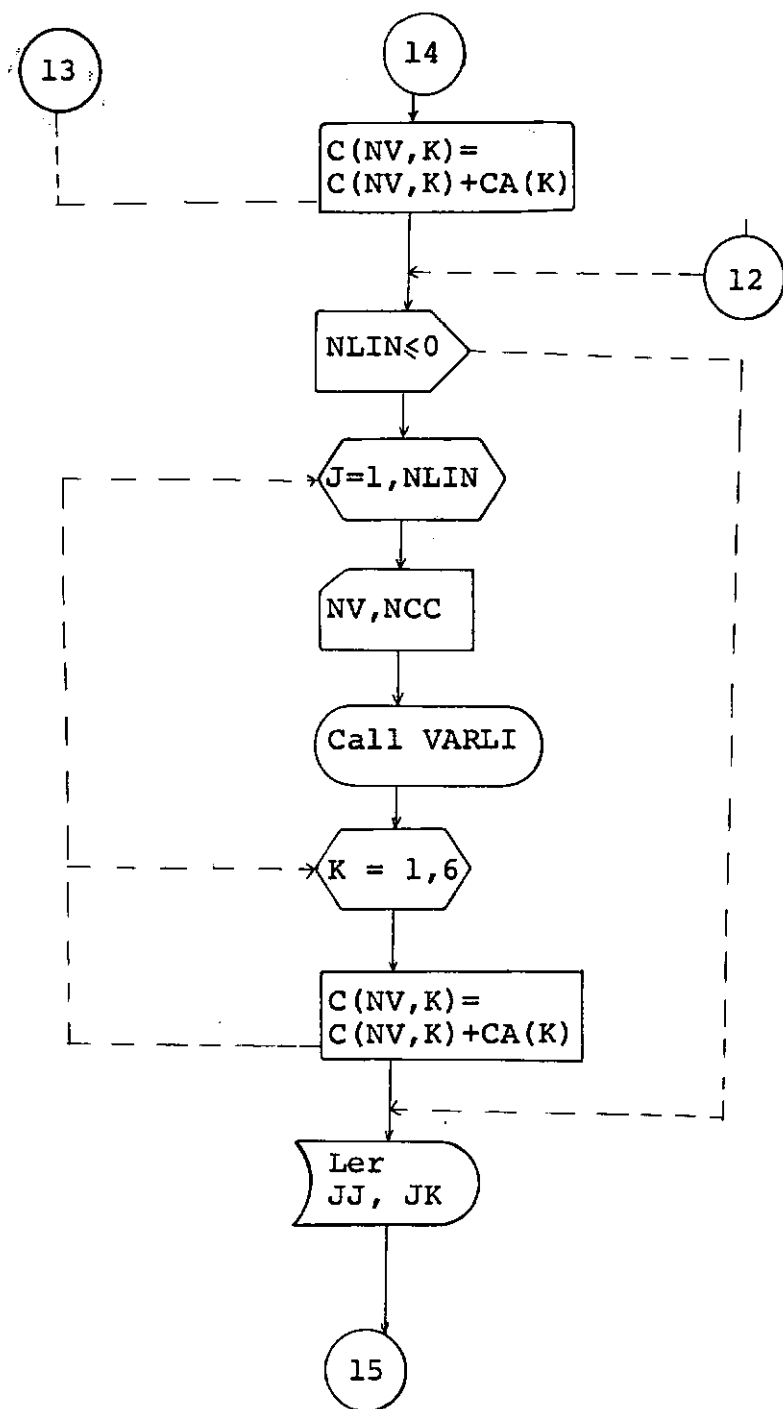 13
14
C(NV,K)=
C(NV,K)+CA(K)
12
NLIN≤0
J=1,NLIN
NV,NCC
Call VARLI
K = 1,6
C(NV,K)=
C(NV,K)+CA(K)
Ler
JJ, JK
15